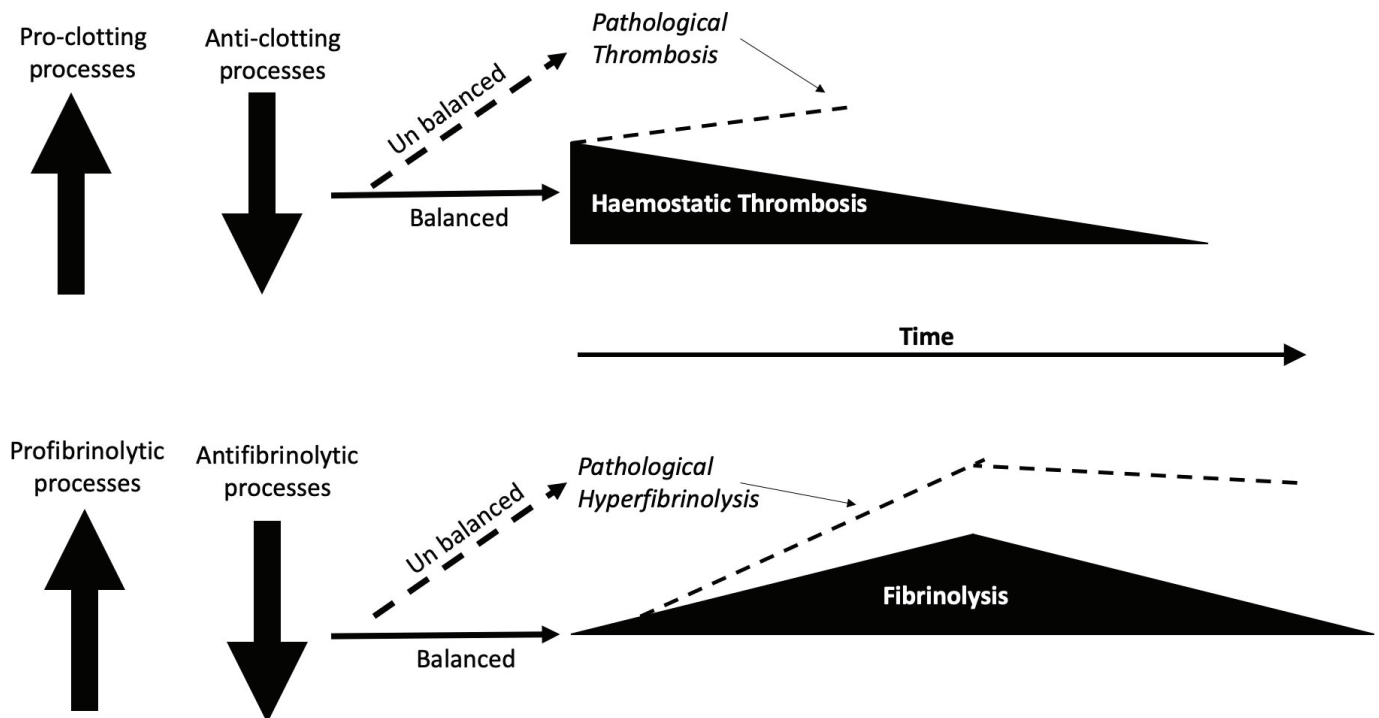 Pro-clotting
processes
Anti-clotting
processes
Un balanced
Balanced
Pathological
Thrombosis
Haemostatic Thrombosis
Time
Profibrinolytic
processes
Antifibrinolytic
processes
Un balanced
Balanced
Pathological
Hyperfibrinolysis
Fibrinolysis